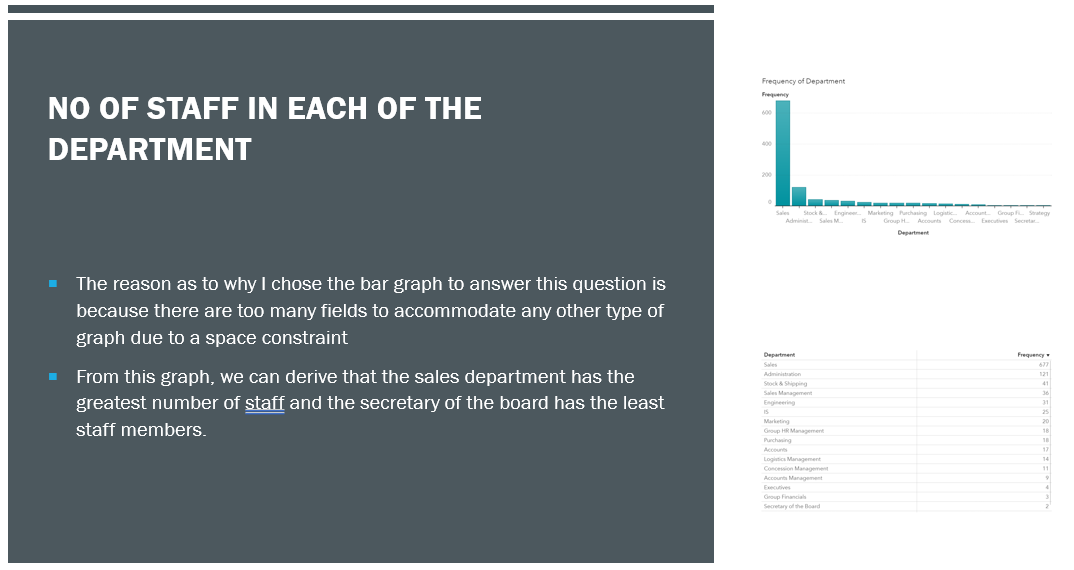 NO OF STAFF IN EACH OF THE
DEPARTMENT
The reason as to why I chose the bar graph to answer this question is
because there are too many fields to accommodate any other type of
graph due to a space constraint
From this graph, we can derive that the sales department has the
greatest number of staff and the secretary of the board has the least
staff members.
Frequency of Department
Frequency
600
400
200
0
Sales Stock &... Engineer... Marketing Purchasing Logistic... Account... Group Fi... Strategy
Administ... Sales M... IS Group H... Accounts Concess... Executives Secretar...
Department
Department Frequency
Sales 677
Administration 121
Stock & Shipping 41
Sales Management 36
Engineering 31
IS 25
Marketing 20
Group HR Management 18
Purchasing 18
Accounts 17
Logistics Management 14
Concession Management 11
Accounts Management 9
Executives 4
Group Financials 3
Secretary of the Board 2